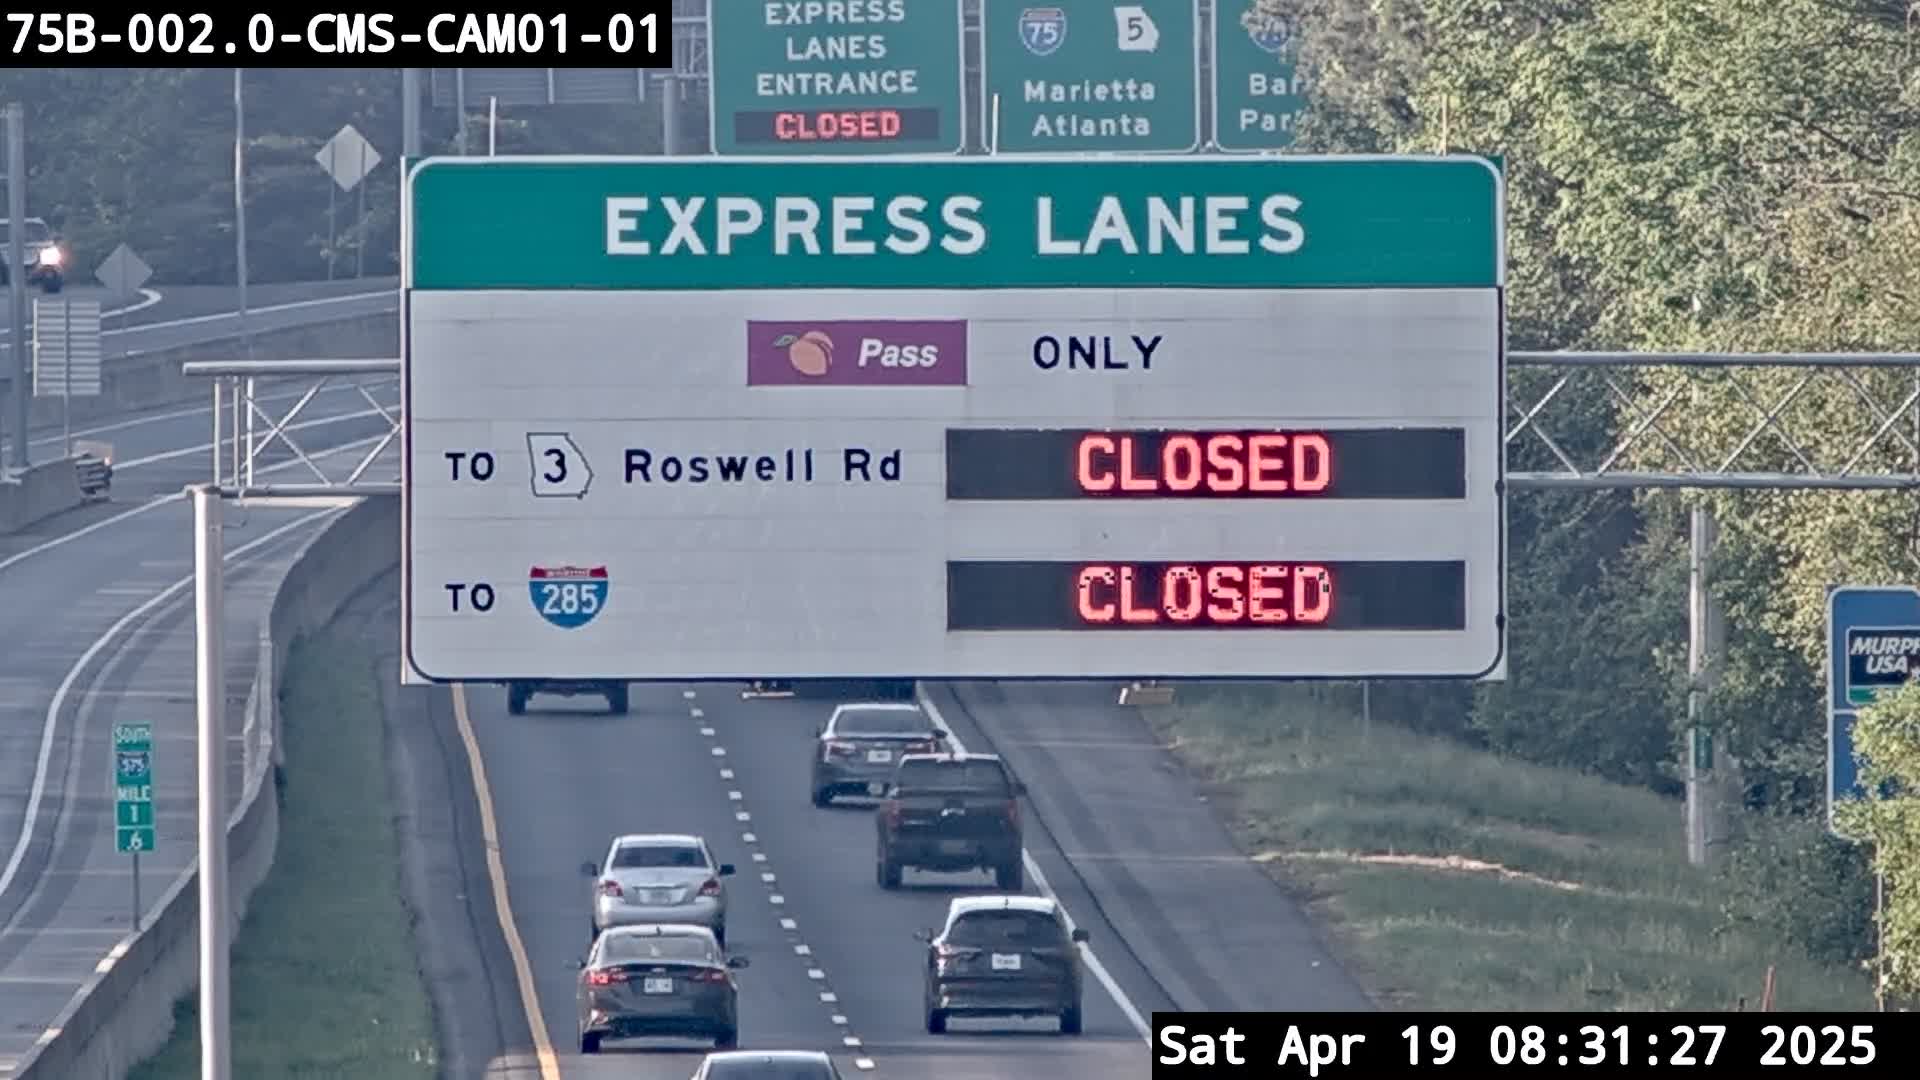 75B-002.0-CMS-CAM01-01
EXPRESS
LANES
ENTRANCE
CLOSED
75 5
Marietta
Atlanta
EXPRESS LANES
Pass ONLY
TO 3 Roswell Rd CLOSED
TO 285 CLOSED
MURP
USA
SOUTH
575
MILE
1
.6
Sat Apr 19 08:31:27 2025